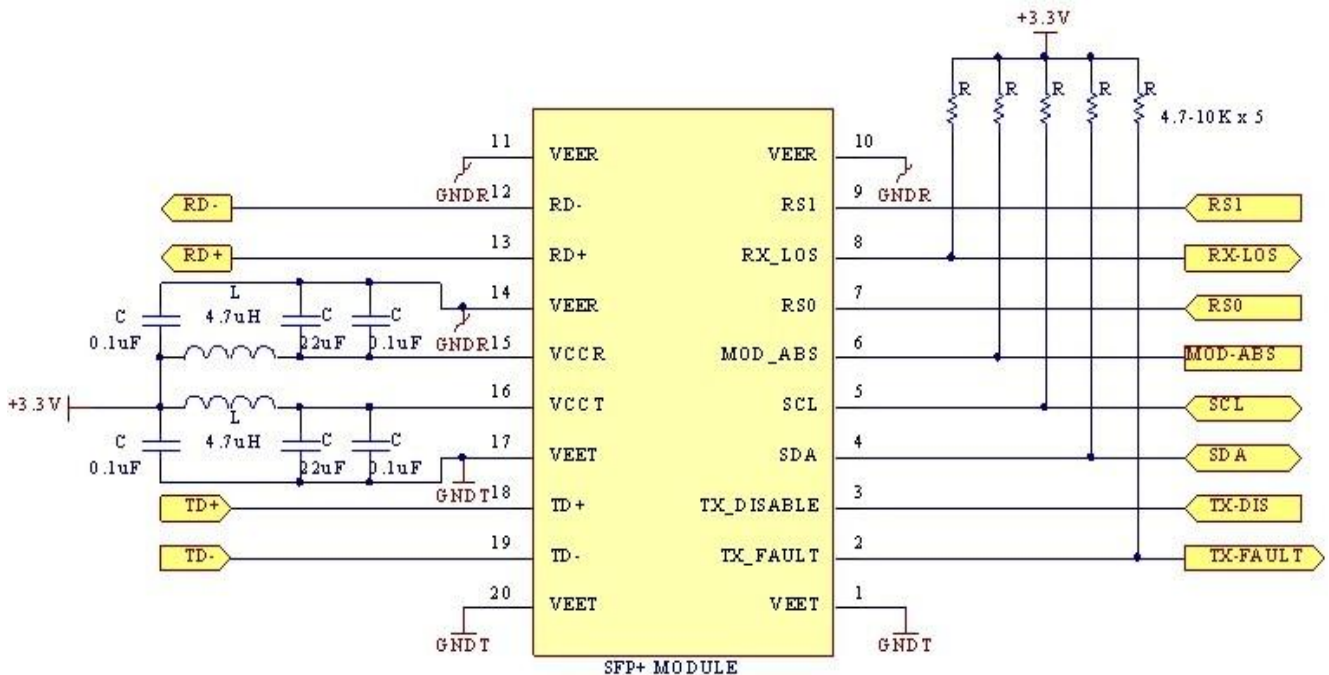 +3.3V
R R R R R
4.7-10K x 5
11 VEER VEER 10
GNDR GNDR
RD- 12 RD- RS1 9 RS1
RD+ 13 RD+ RX_LOS 8 RX-LOS
L
C 4.7uH C C
0.1uF 22uF 0.1uF
14 VEER RS0 7 RS0
GNDR
15 VCCR MOD_ABS 6 MOD-ABS
+3.3V
16 VCCT SCL 5 SCL
L
C 4.7uH C C
0.1uF 22uF 0.1uF
17 VEET SDA 4 SDA
GNDT
TD+ 18 TD+ TX_DISABLE 3 TX-DIS
TD- 19 TD- TX_FAULT 2 TX-FAULT
20 VEET VEET 1
GNDT GNDT
SFP+ MODULE